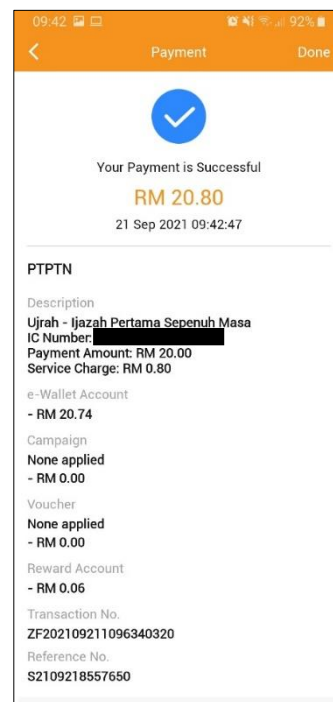 09:42 92%
Payment Done
Your Payment is Successful
RM 20.80
21 Sep 2021 09:42:47
PTPTN
Description
Ujrah - Ijazah Pertama Sepenuh Masa
IC Number:
Payment Amount: RM 20.00
Service Charge: RM 0.80
e-Wallet Account
- RM 20.74
Campaign
None applied
- RM 0.00
Voucher
None applied
- RM 0.00
Reward Account
- RM 0.06
Transaction No.
ZF202109211096340320
Reference No.
S2109218557650